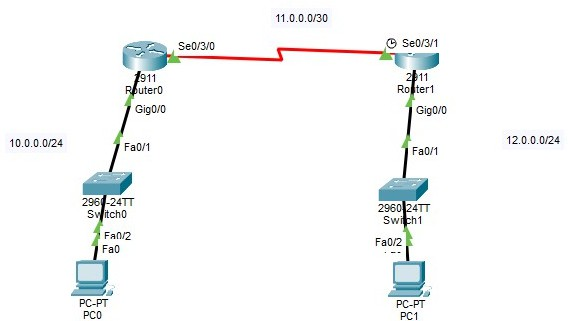 11.0.0.0/30
Se0/3/0
Se0/3/1
2911
Router0
2911
Router1
Gig0/0
Gig0/0
10.0.0.0/24
12.0.0.0/24
Fa0/1
Fa0/1
2960-24TT
Switch0
2960-24TT
Switch1
Fa0/2
Fa0
Fa0/2
PC-PT
PC0
PC-PT
PC1